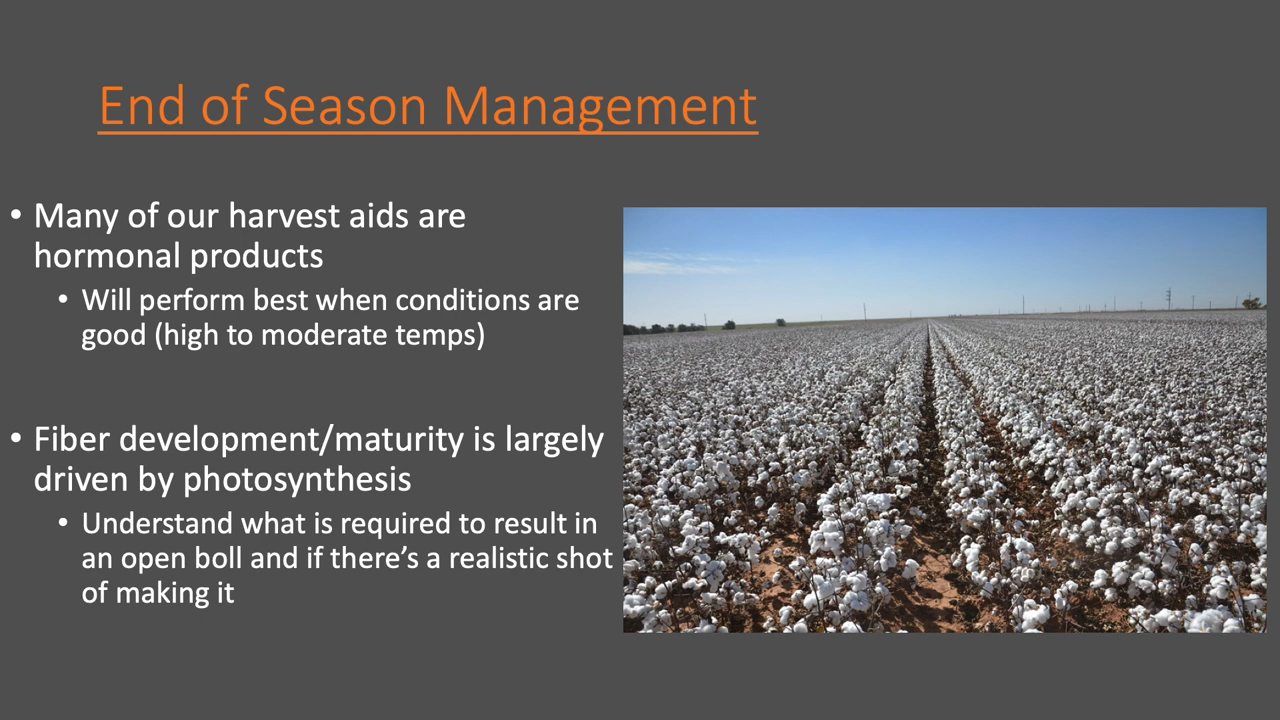 End of Season Management
• Many of our harvest aids are
hormonal products
• Will perform best when conditions are
good (high to moderate temps)
• Fiber development/maturity is largely
driven by photosynthesis
• Understand what is required to result in
an open boll and if there’s a realistic shot
of making it